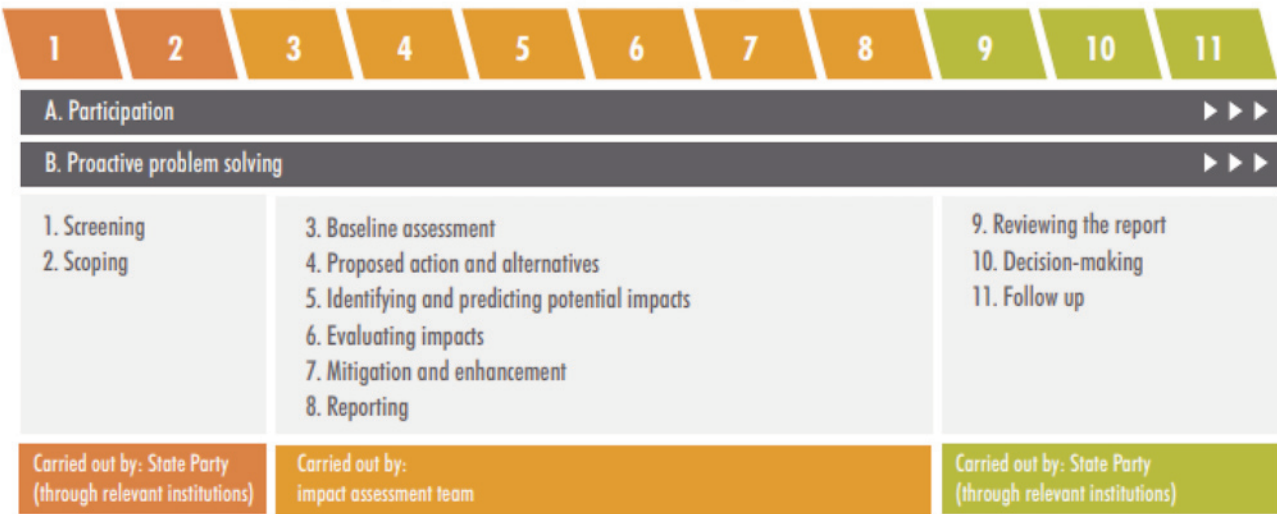 1 2 3 4 5 6 7 8 9 10 11
A. Participation
B. Proactive problem solving
1. Screening
2. Scoping
3. Baseline assessment
4. Proposed action and alternatives
5. Identifying and predicting potential impacts
6. Evaluating impacts
7. Mitigation and enhancement
8. Reporting
9. Reviewing the report
10. Decision-making
11. Follow up
Carried out by: State Party
(through relevant institutions)
Carried out by:
impact assessment team
Carried out by: State Party
(through relevant institutions)